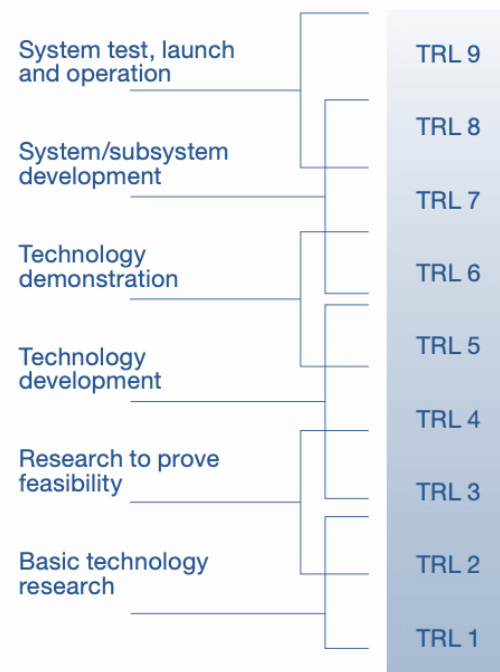 System test, launch
and operation
System/subsystem
development
Technology
demonstration
Technology
development
Research to prove
feasibility
Basic technology
research
TRL 9
TRL 8
TRL 7
TRL 6
TRL 5
TRL 4
TRL 3
TRL 2
TRL 1